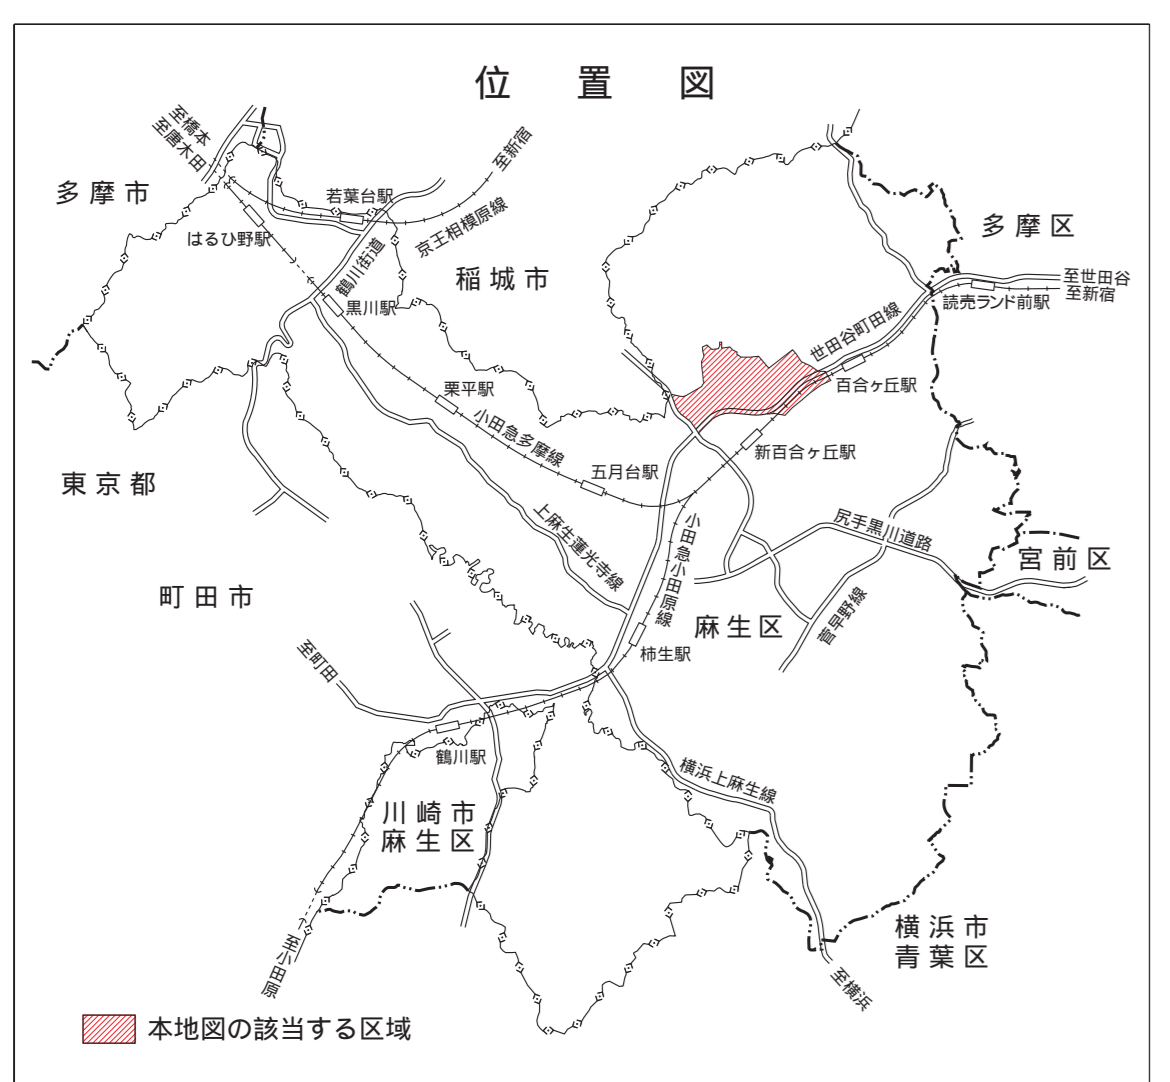 位置図
至橋本
至唐木田
至新宿
多摩市
若葉台駅
はるひ野駅
京王相模原線
鶴川街道
稲城市
黒川駅
多摩区
至世田谷
至新宿
読売ランド前駅
世田谷町田線
百合ヶ丘駅
栗平駅
小田急多摩線
新百合ヶ丘駅
五月台駅
東京都
上麻生蓮光寺線
小田急小田原線
尻手黒川道路
宮前区
町田市
麻生区
菅早野線
至町田
柿生駅
鶴川駅
横浜上麻生線
川崎市
麻生区
横浜市
青葉区
至小田原
至横浜
本地図の該当する区域